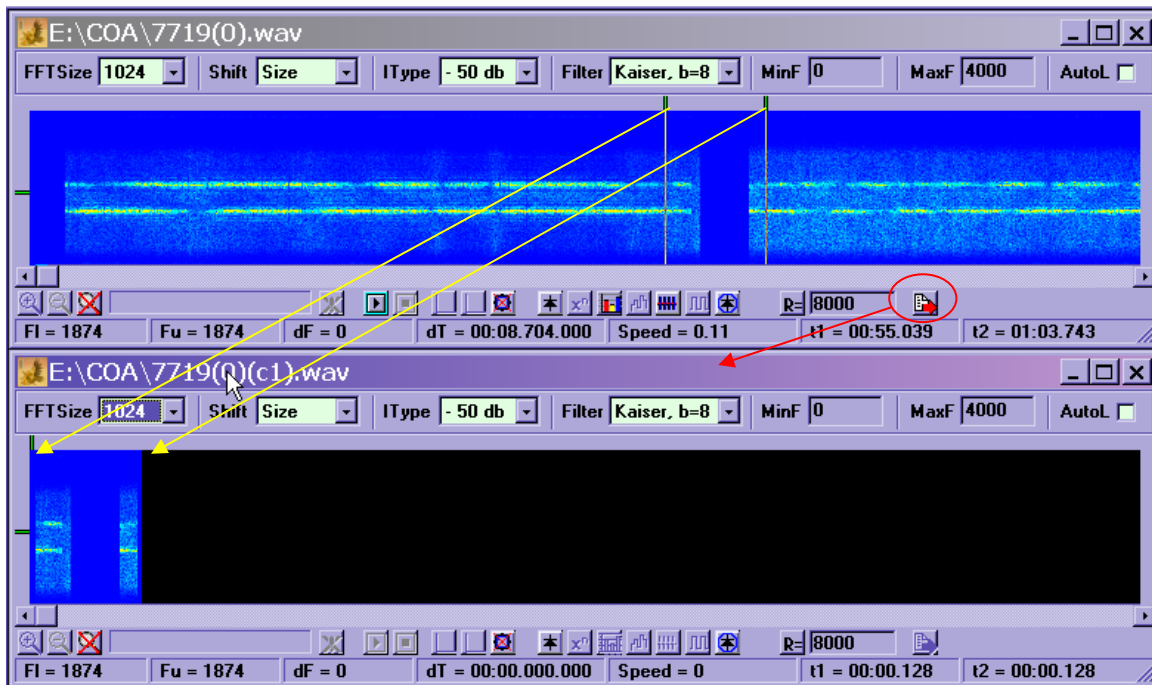 E:\COA\7719(0).wav
FFTSize 1024 Shift Size IType - 50 db Filter Kaiser, b=8 MinF 0 MaxF 4000 AutoL
R= 8000
Fl = 1874 Fu = 1874 dF = 0 dT = 00:08.704.000 Speed = 0.11 t1 = 00:55.039 t2 = 01:03.743
E:\COA\7719(0)(c1).wav
FFTSize 1024 Shift Size IType - 50 db Filter Kaiser, b=8 MinF 0 MaxF 4000 AutoL
R= 8000
Fl = 1874 Fu = 1874 dF = 0 dT = 00:00.000.000 Speed = 0 t1 = 00:00.128 t2 = 00:00.128